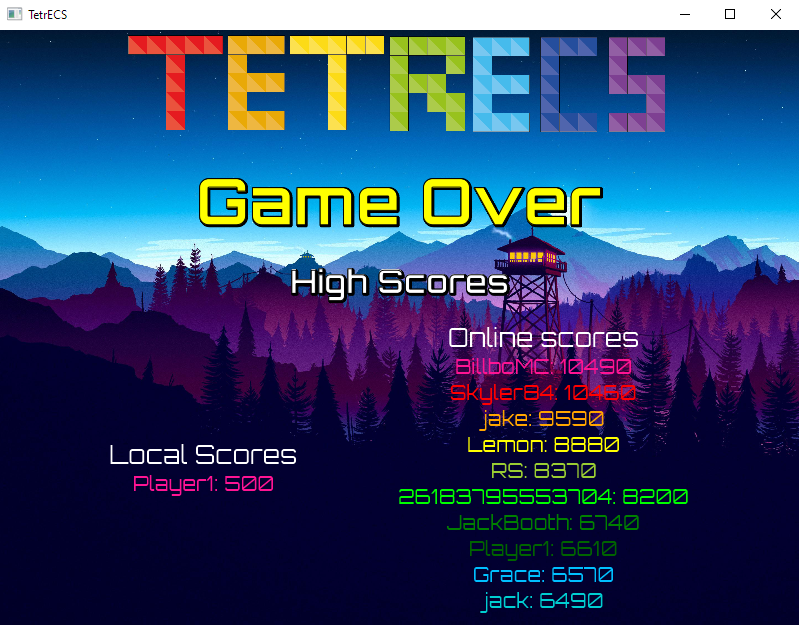 TetrECS
TETRECS
Game Over
High Scores
Online scores
BillboMC: 10490
Skyler84: 10460
jake: 9590
Lemon: 8880
RS: 8370
26183795553704: 8200
JackBooth: 6740
Player1: 6610
Grace: 6570
jack: 6490
Local Scores
Player1: 500